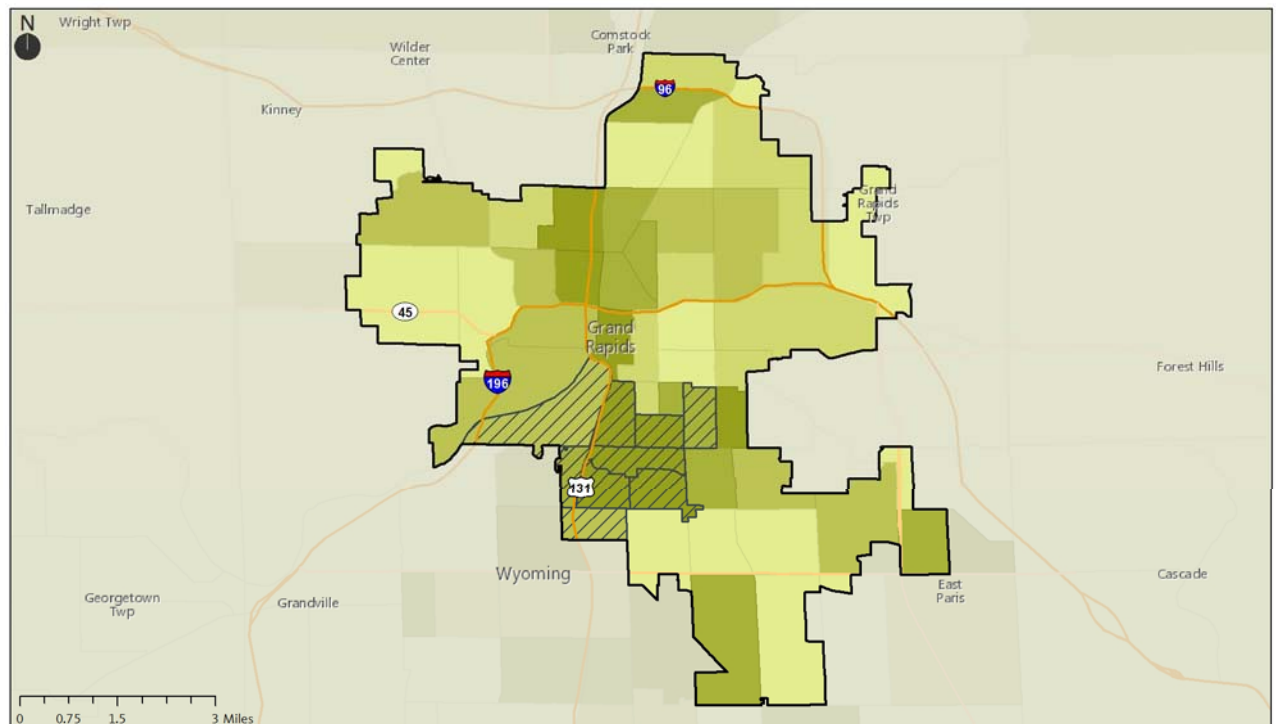 N
Wright Twp
Comstock
Park
Wilder
Center
96
Kinney
Grand
Rapids
Twp
Tallmadge
45
Grand
Rapids
Forest Hills
196
131
Wyoming
Cascade
East
Paris
Georgetown
Twp
Grandville
0 0.75 1.5 3 Miles